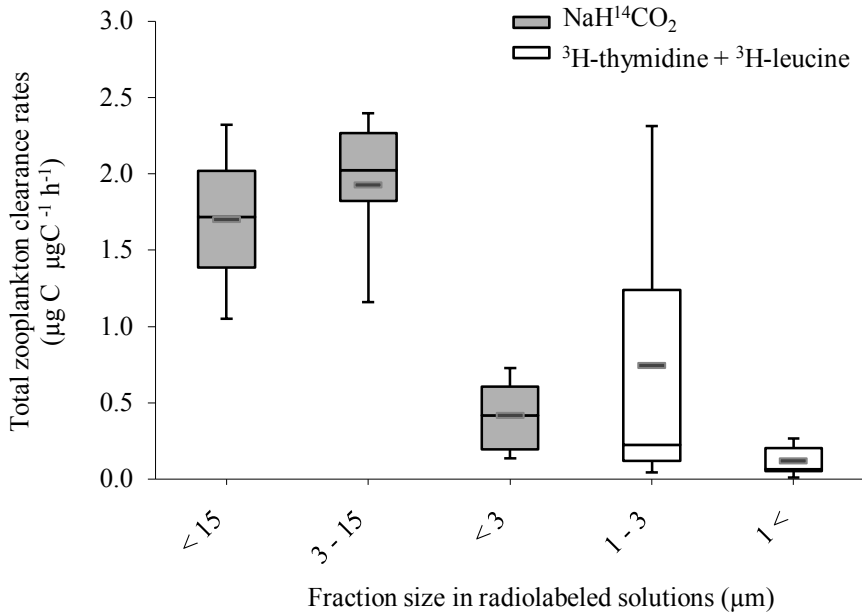 3.0
NaH¹⁴CO₂
³H-thymidine + ³H-leucine
2.5
2.0
1.5
1.0
0.5
0.0
Total zooplankton clearance rates
(µg C µgC ⁻¹ h⁻¹)
< 15
3 - 15
< 3
1 - 3
1 <
Fraction size in radiolabeled solutions (µm)